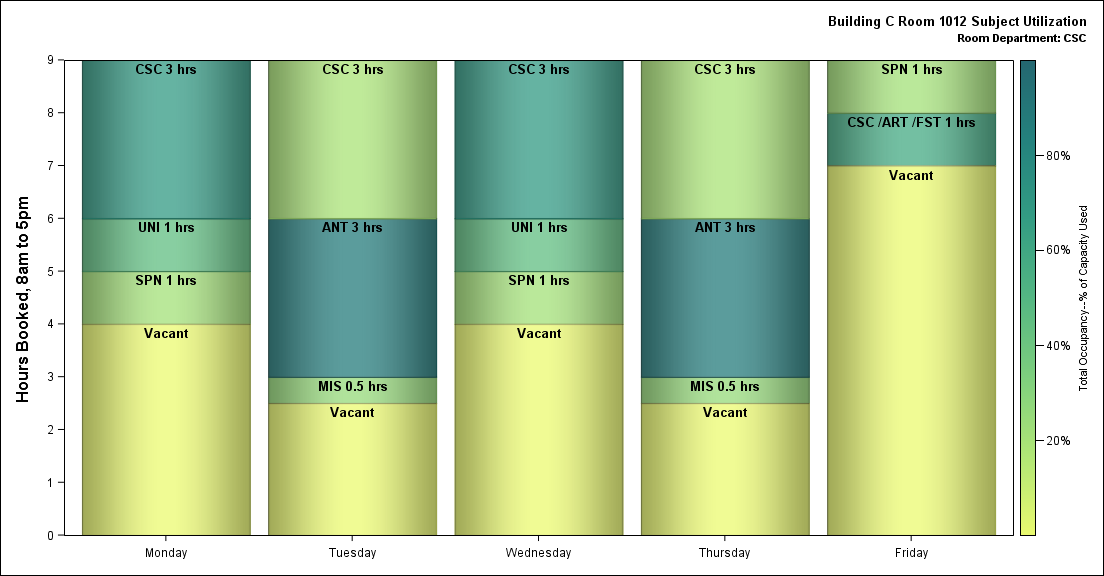 Building C Room 1012 Subject Utilization
Room Department: CSC
Hours Booked, 8am to 5pm
9
8
7
6
5
4
3
2
1
0
CSC 3 hrs
UNI 1 hrs
SPN 1 hrs
Vacant
CSC 3 hrs
ANT 3 hrs
MIS 0.5 hrs
Vacant
CSC 3 hrs
UNI 1 hrs
SPN 1 hrs
Vacant
CSC 3 hrs
ANT 3 hrs
MIS 0.5 hrs
Vacant
SPN 1 hrs
CSC /ART /FST 1 hrs
Vacant
Monday
Tuesday
Wednesday
Thursday
Friday
80%
60%
40%
20%
Total Occupancy--% of Capacity Used